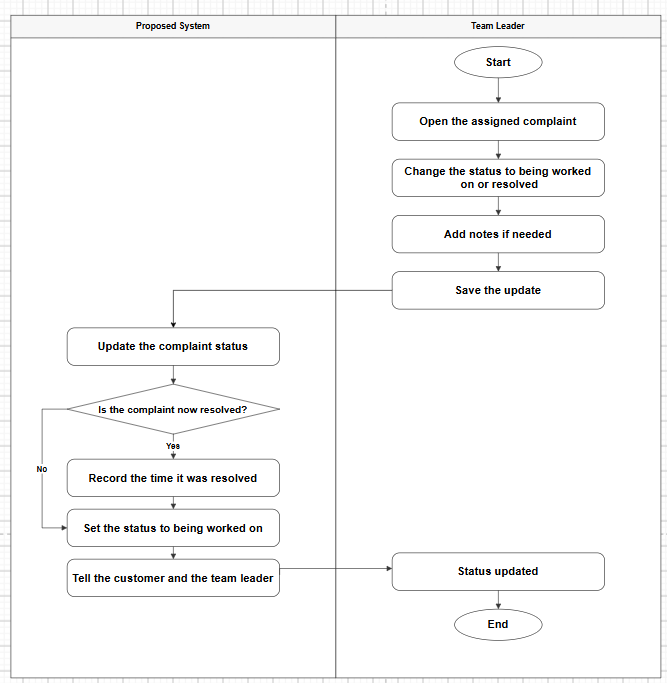 Proposed System
Team Leader
Start
Open the assigned complaint
Change the status to being worked
on or resolved
Add notes if needed
Save the update
Update the complaint status
Is the complaint now resolved?
Yes
No
Record the time it was resolved
Set the status to being worked on
Tell the customer and the team leader
Status updated
End